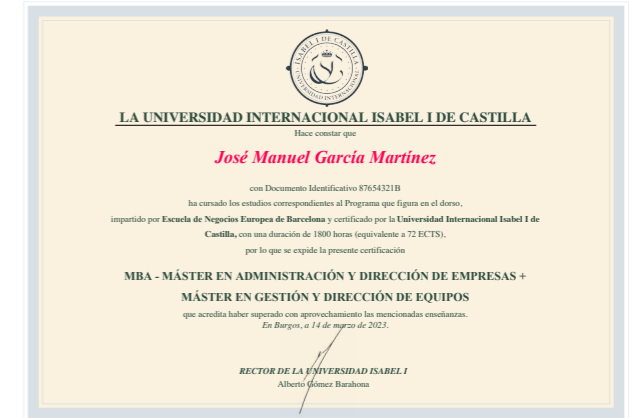 ISABEL I DE CASTILLA
UNIVERSIDAD INTERNACIONAL
LA UNIVERSIDAD INTERNACIONAL ISABEL I DE CASTILLA
Hace constar que
José Manuel García Martínez
con Documento Identificativo 87654321B
ha cursado los estudios correspondientes al Programa que figura en el dorso,
impartido por Escuela de Negocios Europea de Barcelona y certificado por la Universidad Internacional Isabel I de
Castilla, con una duración de 1800 horas (equivalente a 72 ECTS),
por lo que se expide la presente certificación
MBA - MÁSTER EN ADMINISTRACIÓN Y DIRECCIÓN DE EMPRESAS +
MÁSTER EN GESTIÓN Y DIRECCIÓN DE EQUIPOS
que acredita haber superado con aprovechamiento las mencionadas enseñanzas.
En Burgos, a 14 de marzo de 2023.
RECTOR DE LA UNIVERSIDAD ISABEL I
Alberto Gómez Barahona